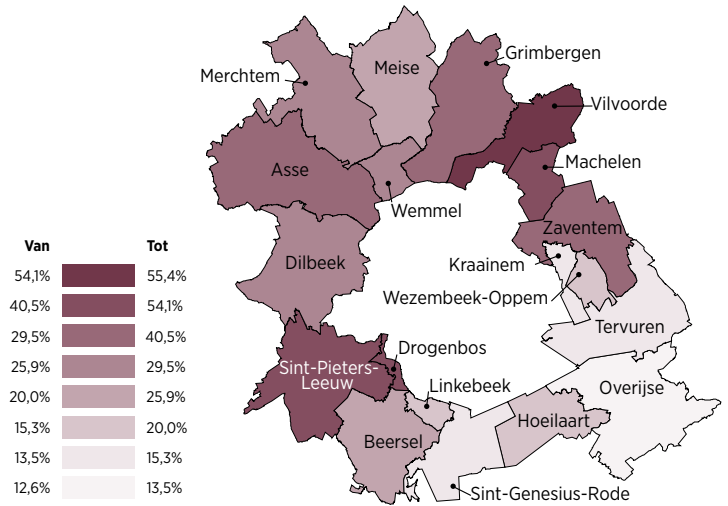 Grimbergen
Meise
Merchtem
Vilvoorde
Machelen
Asse
Wemmel
Zaventem
Van
Tot
Dilbeek
Kraainem
54,1%
55,4%
Wezembeek-Oppem
40,5%
54,1%
Tervuren
29,5%
40,5%
Drogenbos
25,9%
29,5%
Sint-Pieters-
Leeuw
Linkebeek
Overijse
20,0%
25,9%
15,3%
20,0%
Hoeilaart
Beersel
13,5%
15,3%
12,6%
13,5%
Sint-Genesius-Rode